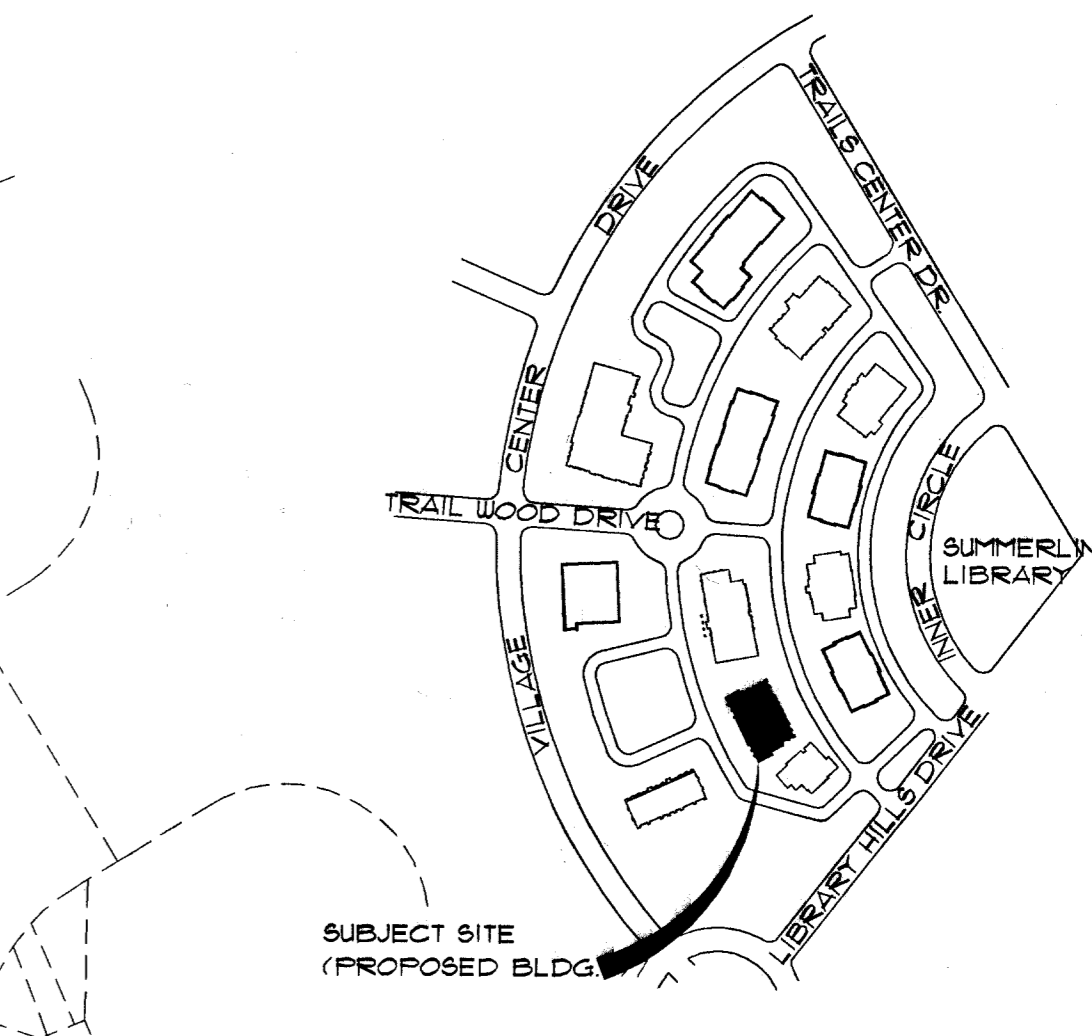 TRAILS CENTER DR.
VILLAGE CENTER DRIVE
TRAIL WOOD DRIVE
INNER CIRCLE
SUMMERLIN
LIBRARY
LIBRARY HILLS DRIVE
SUBJECT SITE
(PROPOSED BLDG.